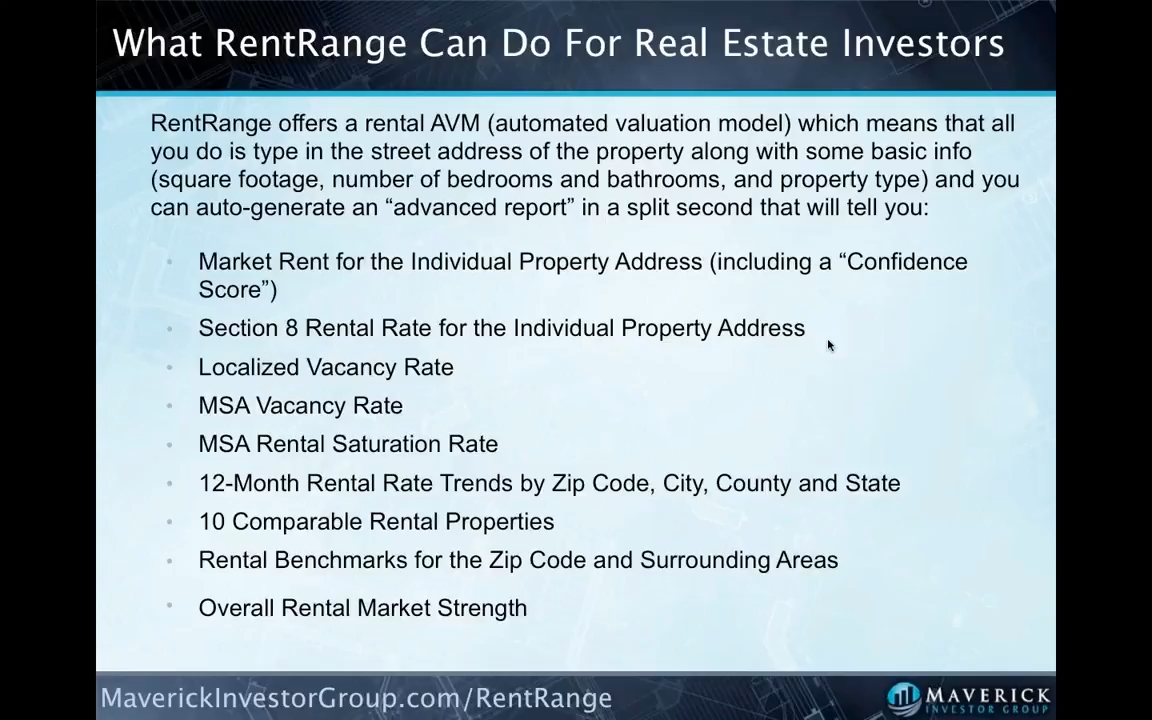 What RentRange Can Do For Real Estate Investors
RentRange offers a rental AVM (automated valuation model) which means that all
you do is type in the street address of the property along with some basic info
(square footage, number of bedrooms and bathrooms, and property type) and you
can auto-generate an “advanced report” in a split second that will tell you:
• Market Rent for the Individual Property Address (including a “Confidence
Score”)
• Section 8 Rental Rate for the Individual Property Address
• Localized Vacancy Rate
• MSA Vacancy Rate
• MSA Rental Saturation Rate
• 12-Month Rental Rate Trends by Zip Code, City, County and State
• 10 Comparable Rental Properties
• Rental Benchmarks for the Zip Code and Surrounding Areas
• Overall Rental Market Strength
MaverickInvestorGroup.com/RentRange
MAVERICK
INVESTOR GROUP